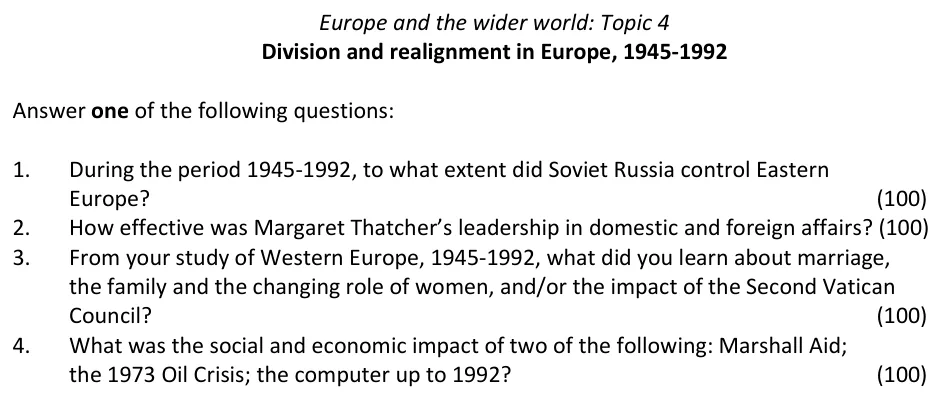 Europe and the wider world: Topic 4
Division and realignment in Europe, 1945-1992
Answer one of the following questions:
1. During the period 1945-1992, to what extent did Soviet Russia control Eastern
Europe? (100)
2. How effective was Margaret Thatcher’s leadership in domestic and foreign affairs? (100)
3. From your study of Western Europe, 1945-1992, what did you learn about marriage,
the family and the changing role of women, and/or the impact of the Second Vatican
Council? (100)
4. What was the social and economic impact of two of the following: Marshall Aid;
the 1973 Oil Crisis; the computer up to 1992? (100)